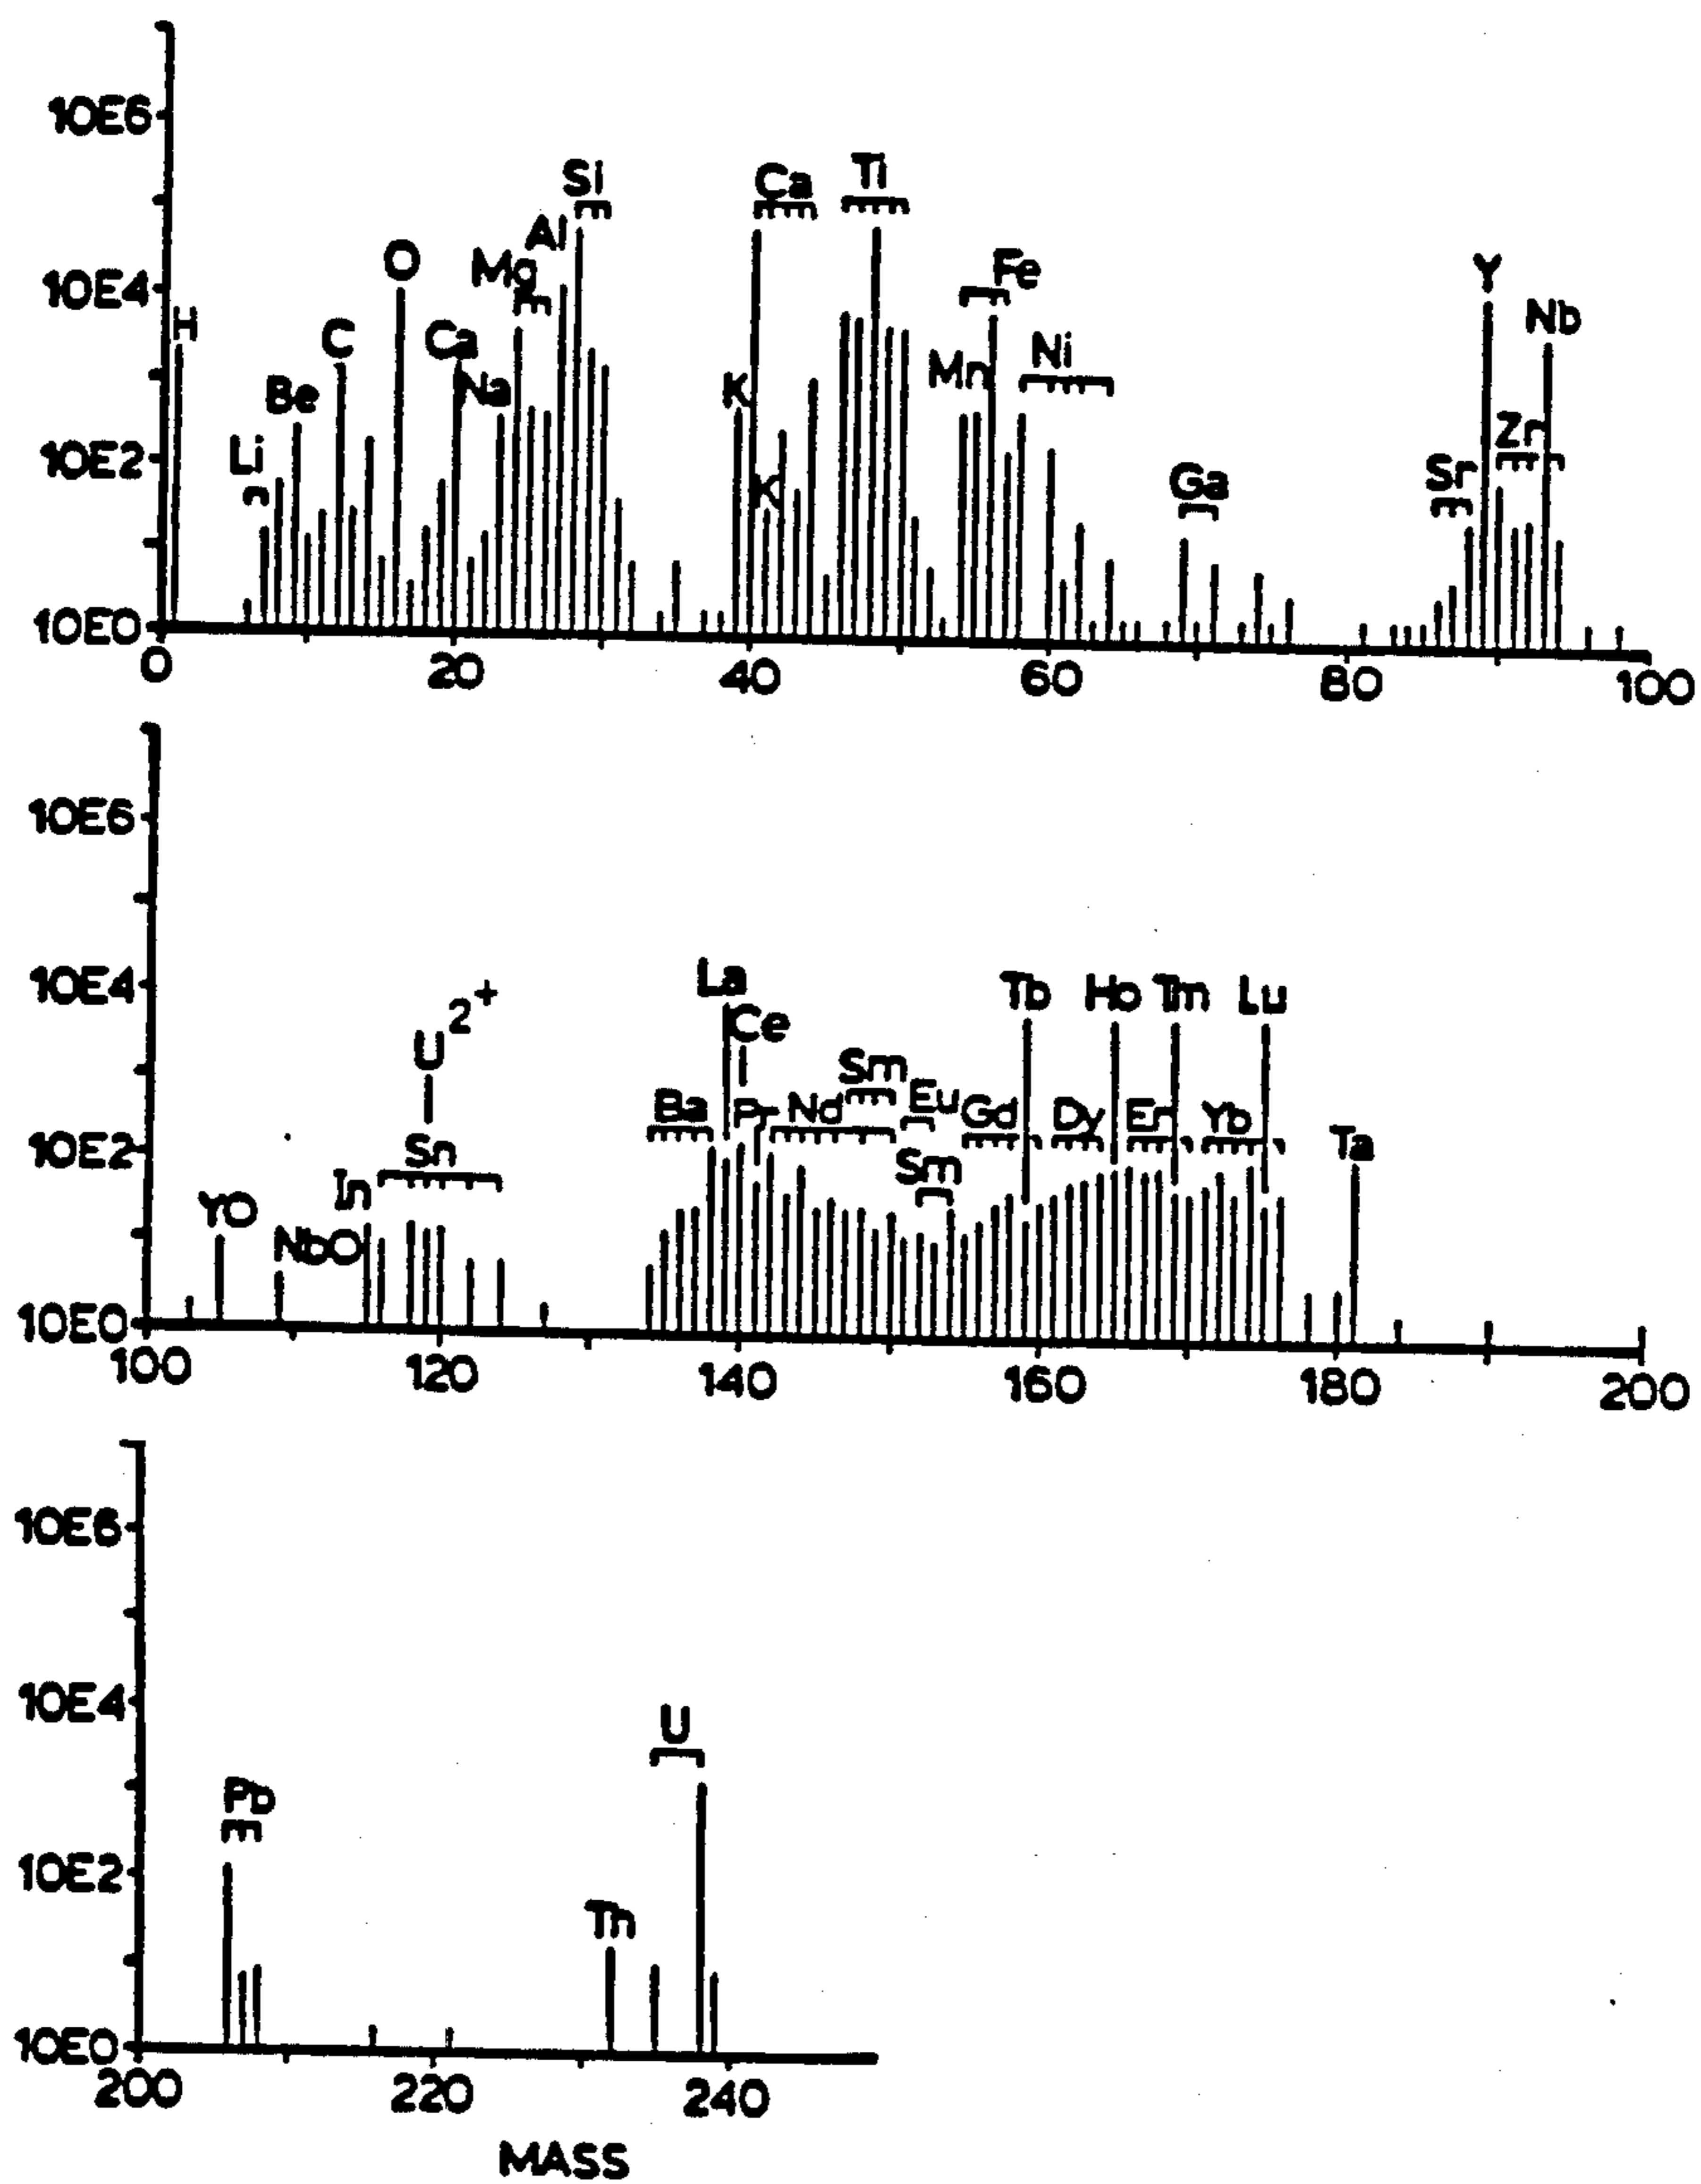 10E6
Si
Ca
Ti
Al
Mg
O
Fe
10E4
Y
H
Nb
C
Ca
Ni
Mn
Be
Na
K
Li
10E2
Zr
K
Sr
Ga
10E0
0
20
40
60
80
100
10E6
10E4
La
Tb
Ho
Tm
Lu
U2+
Ce
Sm
Ba
Pr
Nd
Eu
Gd
Dy
Er
Yb
10E2
Sn
Ta
Sm
In
YO
NbO
10E0
100
120
140
160
180
200
10E6
10E4
U
Pb
10E2
Th
10E0
200
220
240
MASS